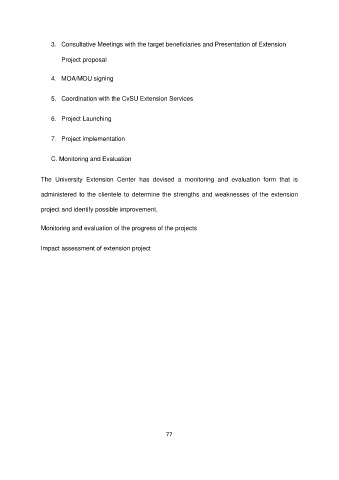 3. Consultative Meetings with the target beneficiaries and Presentation of Extension
Project proposal
4. MOA/MOU signing
5. Coordination with the CvSU Extension Services
6. Project Launching
7. Project implementation
C. Monitoring and Evaluation
The University Extension Center has devised a monitoring and evaluation form that is
administered to the clientele to determine the strengths and weaknesses of the extension
project and identify possible improvement.
Monitoring and evaluation of the progress of the projects
Impact assessment of extension project
77